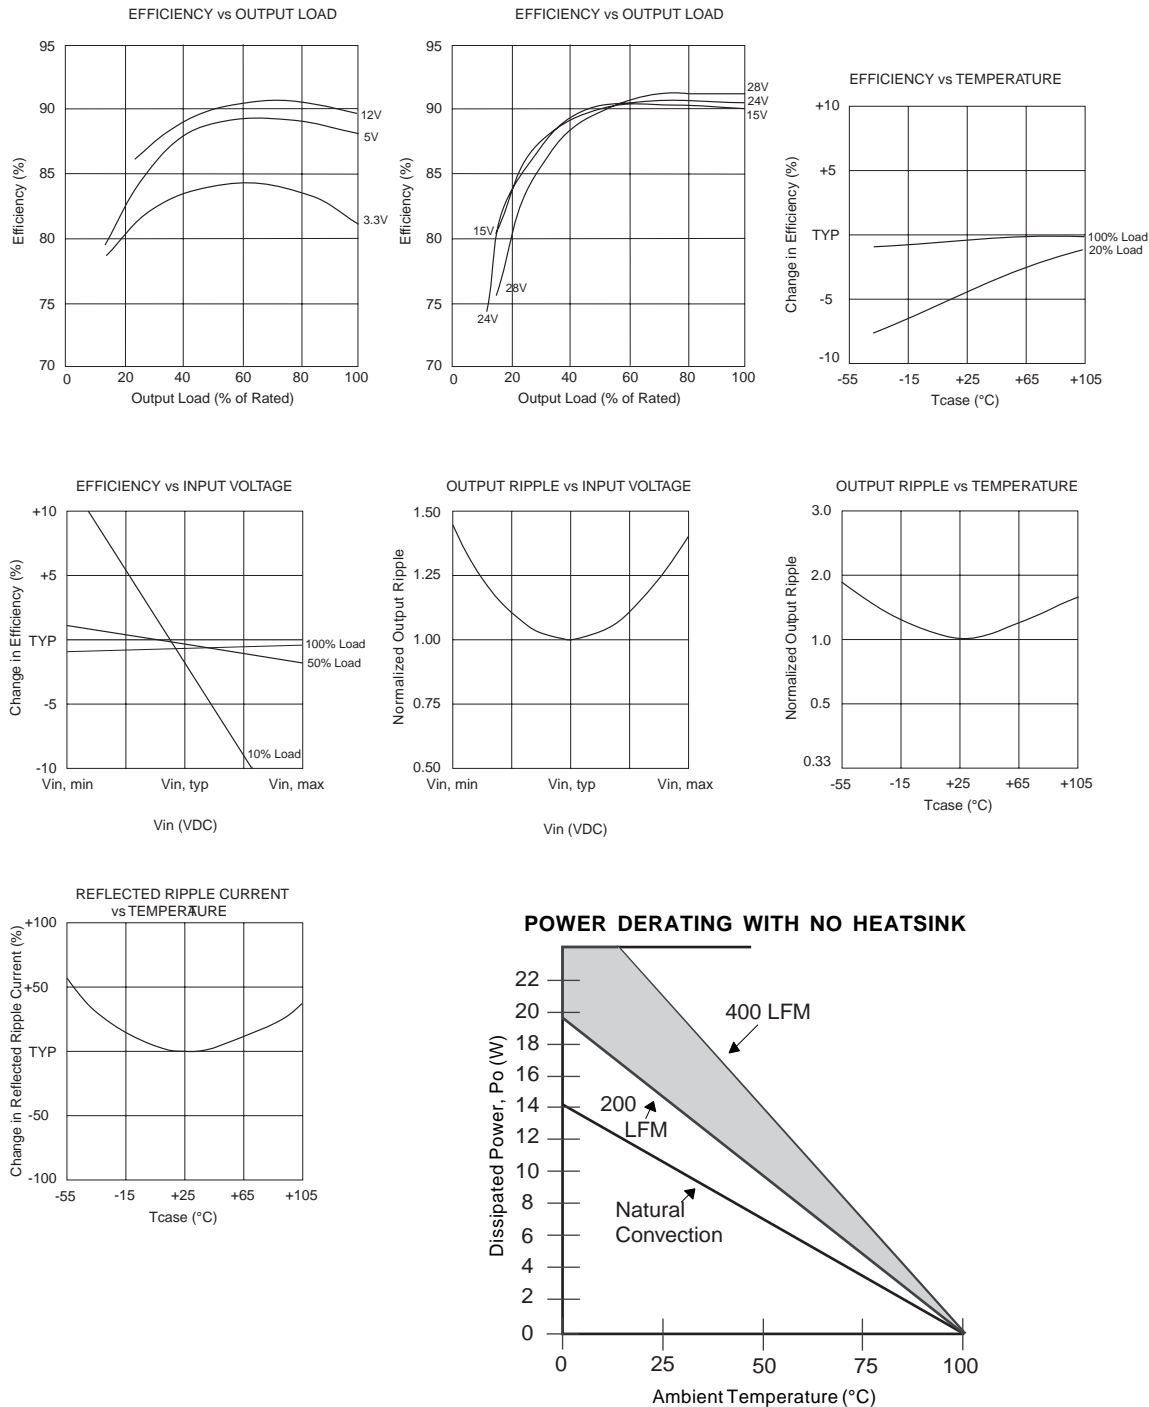 EFFICIENCY vs OUTPUT LOAD
95
90
85
80
75
70
0 20 40 60 80 100
12V
5V
3.3V
Efficiency (%)
Output Load (% of Rated)
EFFICIENCY vs OUTPUT LOAD
95
90
85
80
75
70
0 20 40 60 80 100
28V
24V
15V
15V
28V
24V
Efficiency (%)
Output Load (% of Rated)
EFFICIENCY vs TEMPERATURE
+10
+5
TYP
-5
-10
-55 -15 +25 +65 +105
100% Load
20% Load
Change in Efficiency (%)
Tcase (°C)
EFFICIENCY vs INPUT VOLTAGE
+10
+5
TYP
-5
-10
100% Load
50% Load
10% Load
Change in Efficiency (%)
Vin, min Vin, typ Vin, max
Vin (VDC)
OUTPUT RIPPLE vs INPUT VOLTAGE
1.50
1.25
1.00
0.75
0.50
Normalized Output Ripple
Vin, min Vin, typ Vin, max
Vin (VDC)
OUTPUT RIPPLE vs TEMPERATURE
3.0
2.0
1.0
0.5
0.33
Normalized Output Ripple
-55 -15 +25 +65 +105
Tcase (°C)
REFLECTED RIPPLE CURRENT
vs TEMPERATURE
+100
+50
TYP
-50
-100
Change in Reflected Ripple Current (%)
-55 -15 +25 +65 +105
Tcase (°C)
POWER DERATING WITH NO HEATSINK
22
20
18
16
14
12
10
8
6
4
2
0
400 LFM
200
LFM
Natural
Convection
Dissipated Power, Po (W)
0 25 50 75 100
Ambient Temperature (°C)